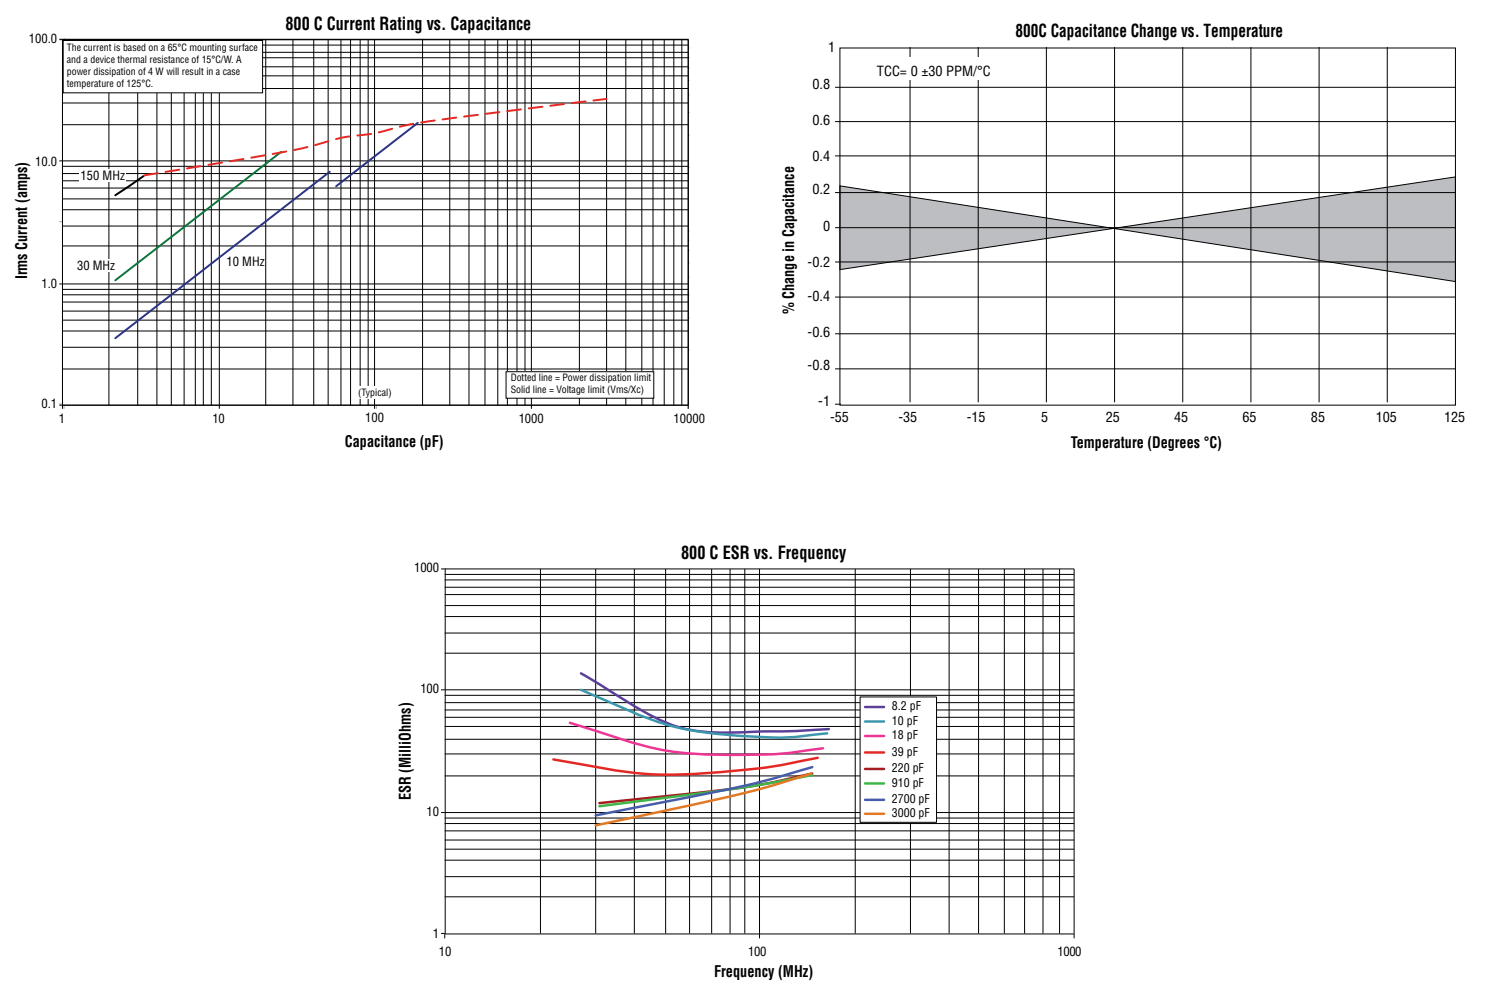 800 C Current Rating vs. Capacitance
100.0
The current is based on a 65°C mounting surface
and a device thermal resistance of 15°C/W. A
power dissipation of 4 W will result in a case
temperature of 125°C.
10.0
150 MHz
30 MHz
10 MHz
1.0
0.1
(Typical)
Dotted line = Power dissipation limit
Solid line = Voltage limit (Vms/Xc)
1
10
100
1000
10000
Irms Current (amps)
Capacitance (pF)
800C Capacitance Change vs. Temperature
TCC= 0 ±30 PPM/°C
1
0.8
0.6
0.4
0.2
0
-0.2
-0.4
-0.6
-0.8
-1
-55
-35
-15
5
25
45
65
85
105
125
% Change in Capacitance
Temperature (Degrees °C)
800 C ESR vs. Frequency
1000
100
10
1
8.2 pF
10 pF
18 pF
39 pF
220 pF
910 pF
2700 pF
3000 pF
10
100
1000
ESR (MilliOhms)
Frequency (MHz)